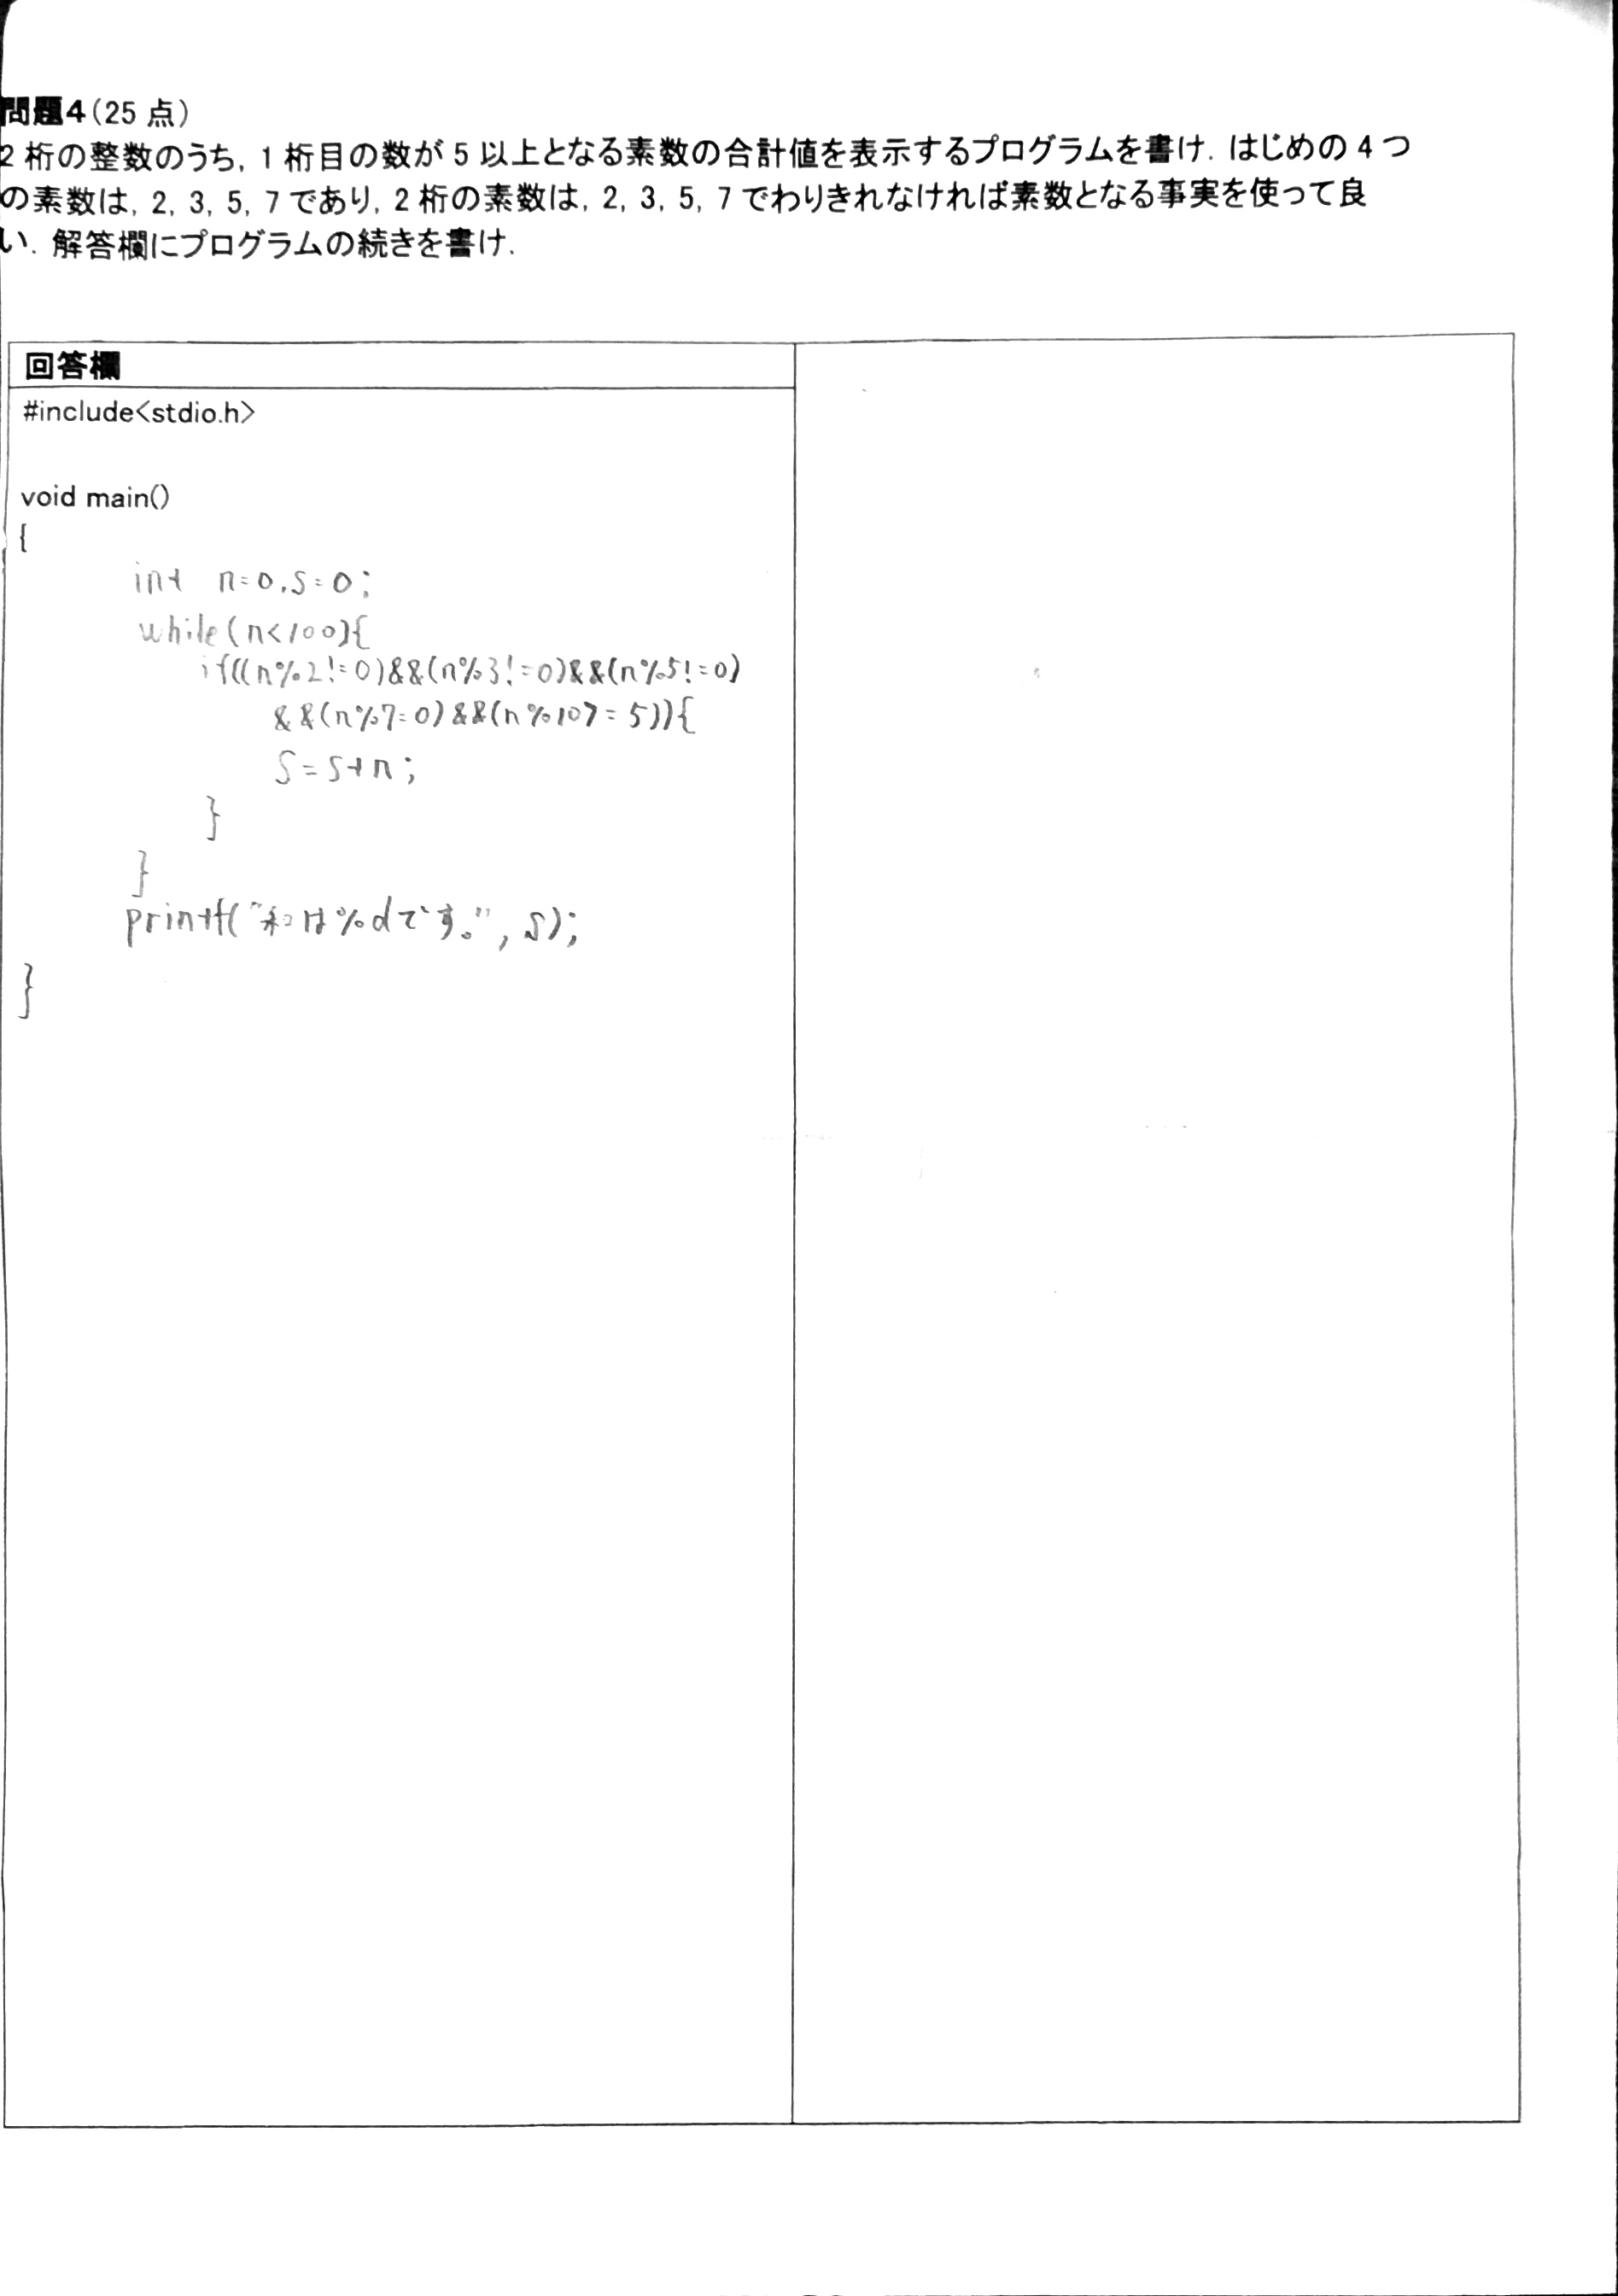 問題4(25 点)
2 桁の整数のうち, 1 桁目の数が 5 以上となる素数の合計値を表示するプログラムを書け. はじめの 4 つ
の素数は, 2, 3, 5, 7 であり, 2 桁の素数は, 2, 3, 5, 7 でわりきれなければ素数となる事実を使って良
い. 解答欄にプログラムの続きを書け.
回答欄
#include<stdio.h>
void main()
{
int n=0,s=0;
while(n<100){
if((n%2!=0)&&(n%3!=0)&&(n%5!=0)
&&(n%7=0)&&(n%10>=5)){
s=s+n;
}
}
printf("和は%dです。", s);
}